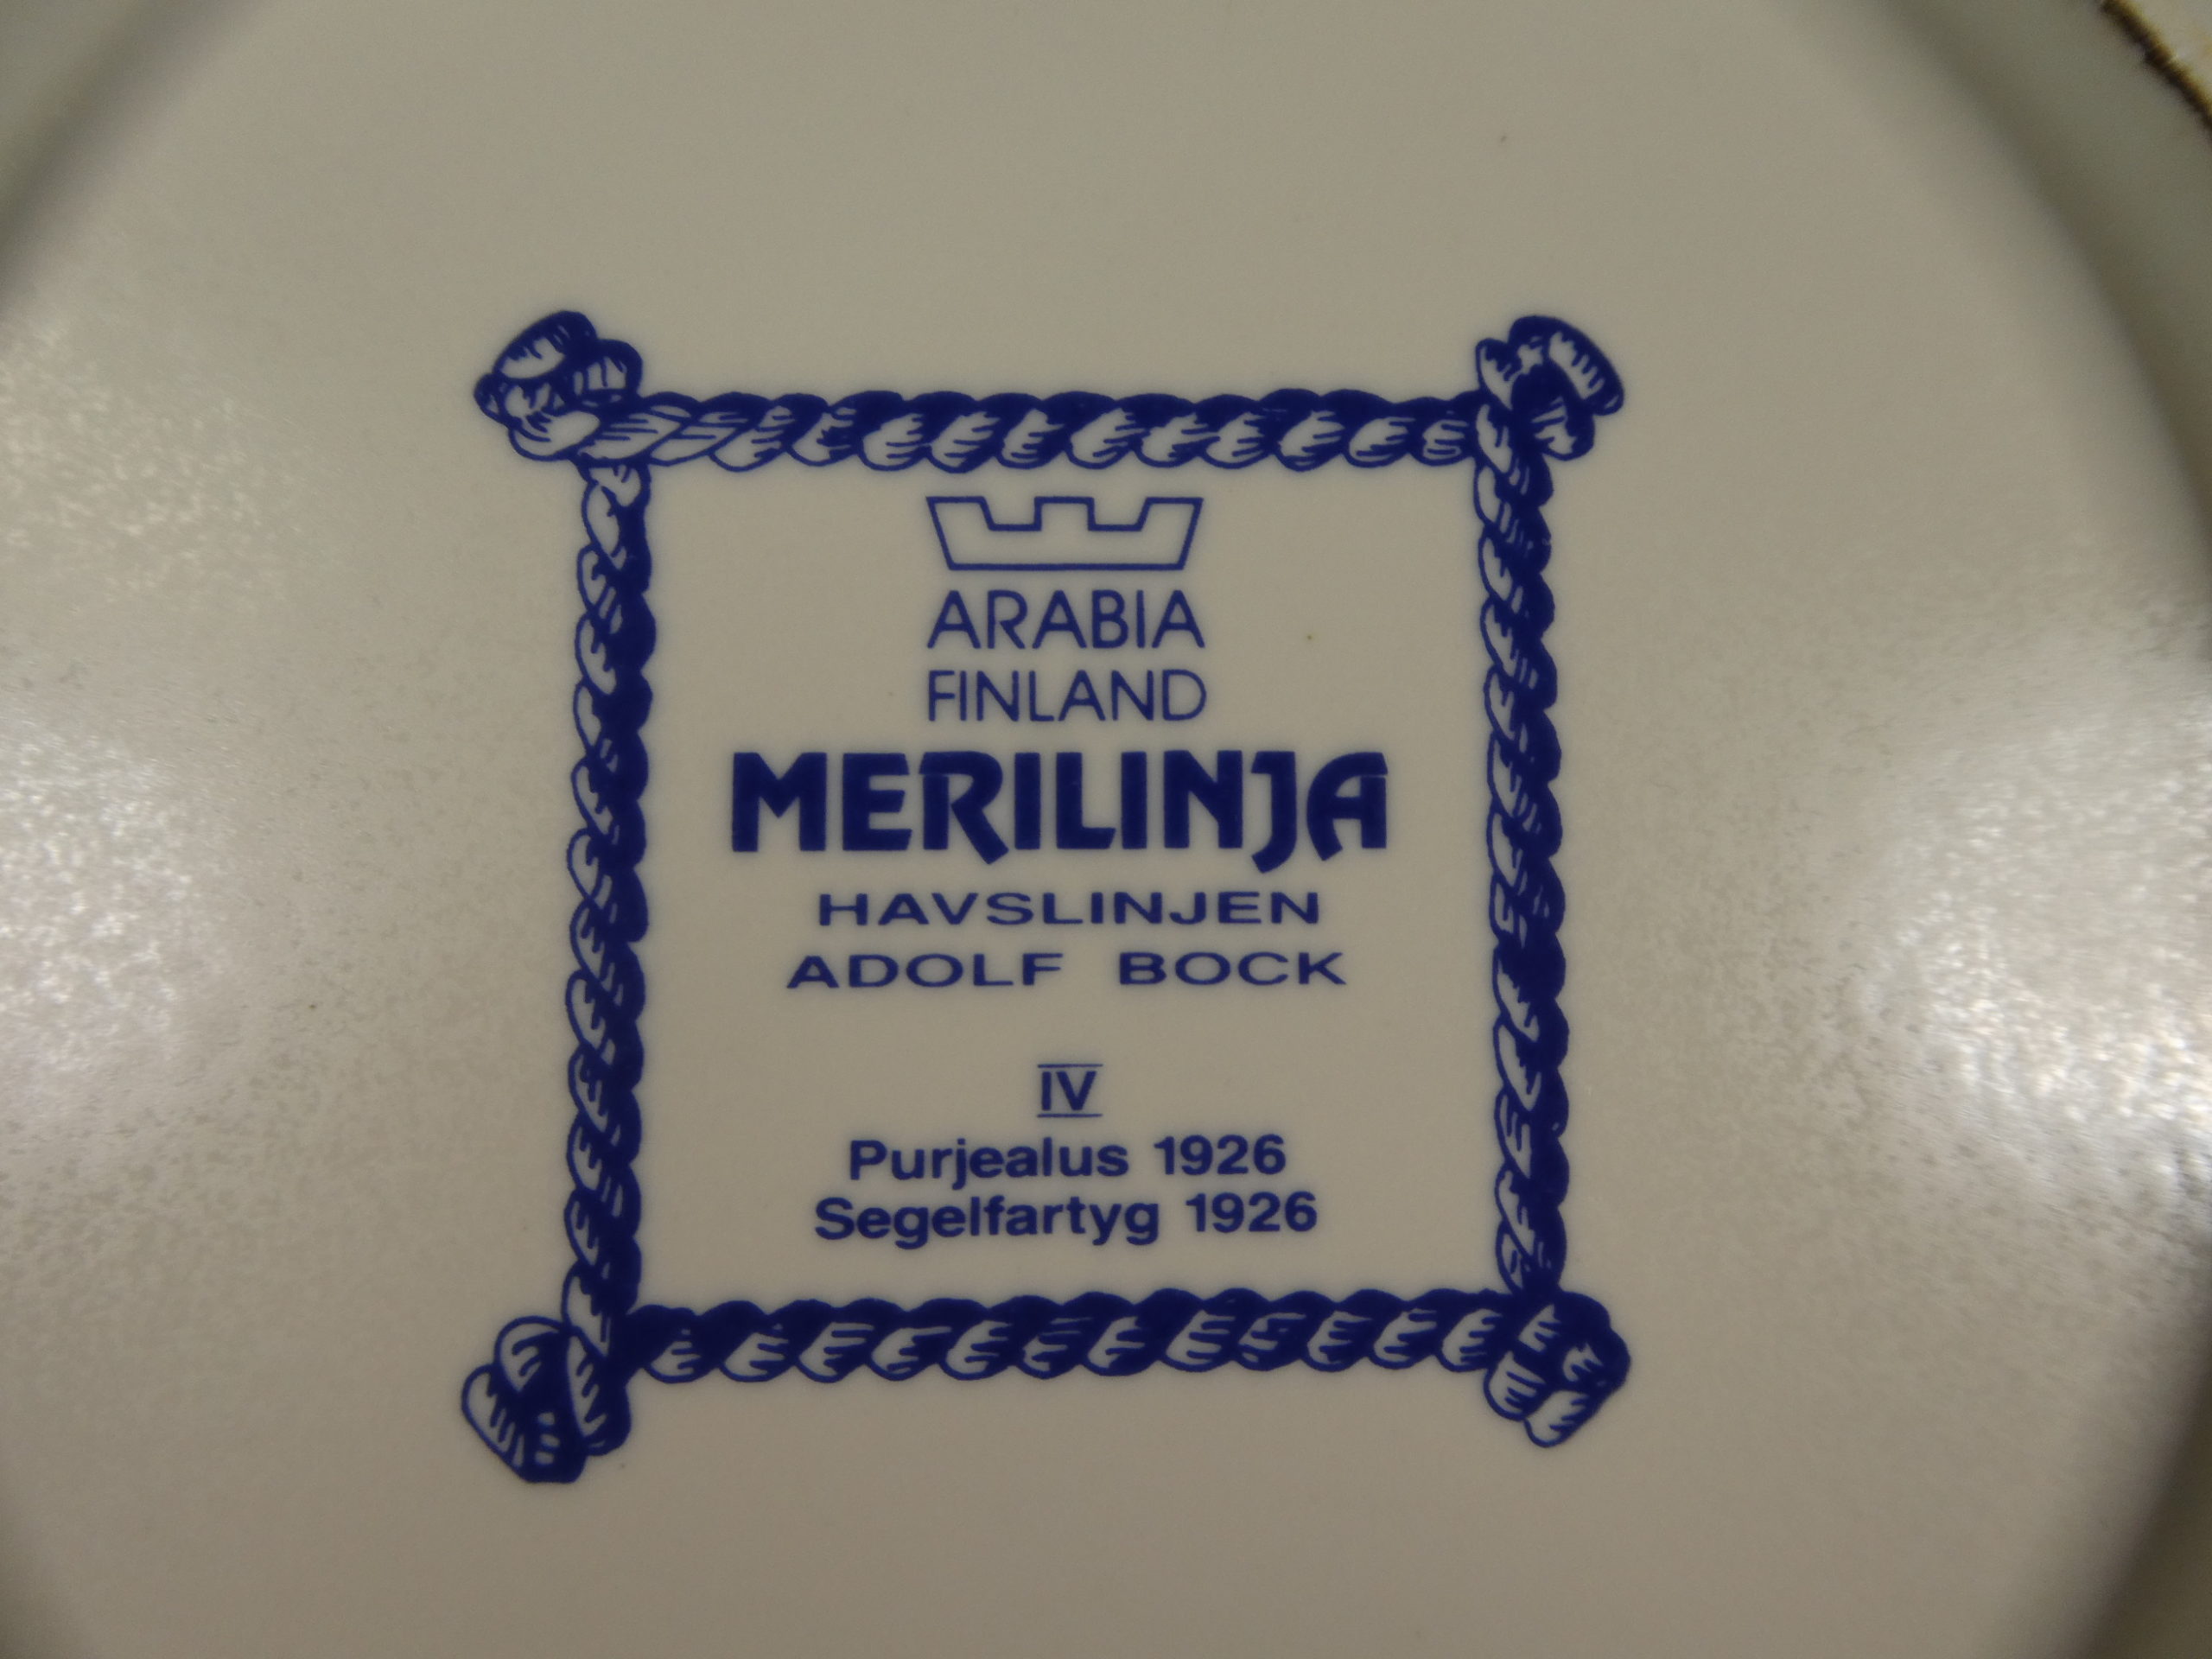 ARABIA
FINLAND
MERILINJA
HAVSLINJEN
ADOLF BOCK
IV
Purjealus 1926
Segelfartyg 1926